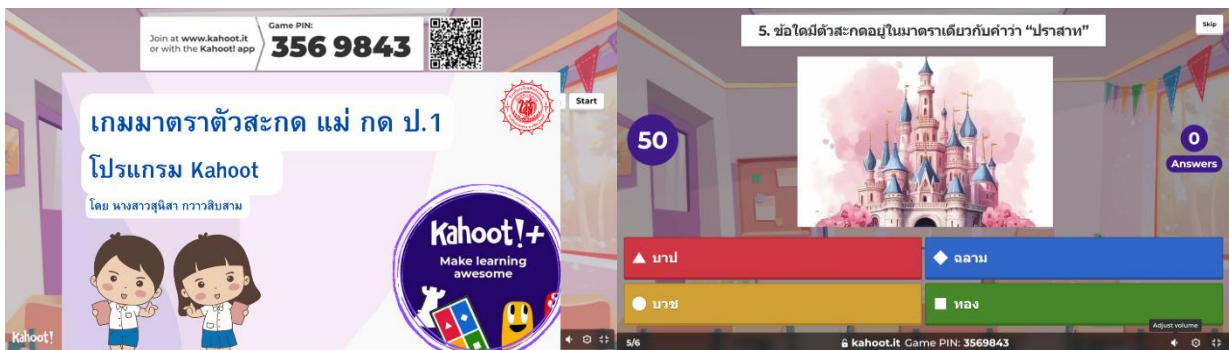 Join at www.kahoot.it
or with the Kahoot! app
Game PIN:
356 9843
Start
เกมมาตราตัวสะกด แม่ กด ป.1
โปรแกรม Kahoot
โดย นางสาวสุนิสา กวาวสิบสาม
Kahoot!+
Make learning
awesome
Kahoot!
5. ข้อใดมีตัวสะกดอยู่ในมาตราเดียวกับคำว่า “ปราสาท”
Skip
50
0
Answers
บาป
ฉลาม
บวช
ทอง
Adjust volume
5/6
kahoot.it Game PIN: 3569843